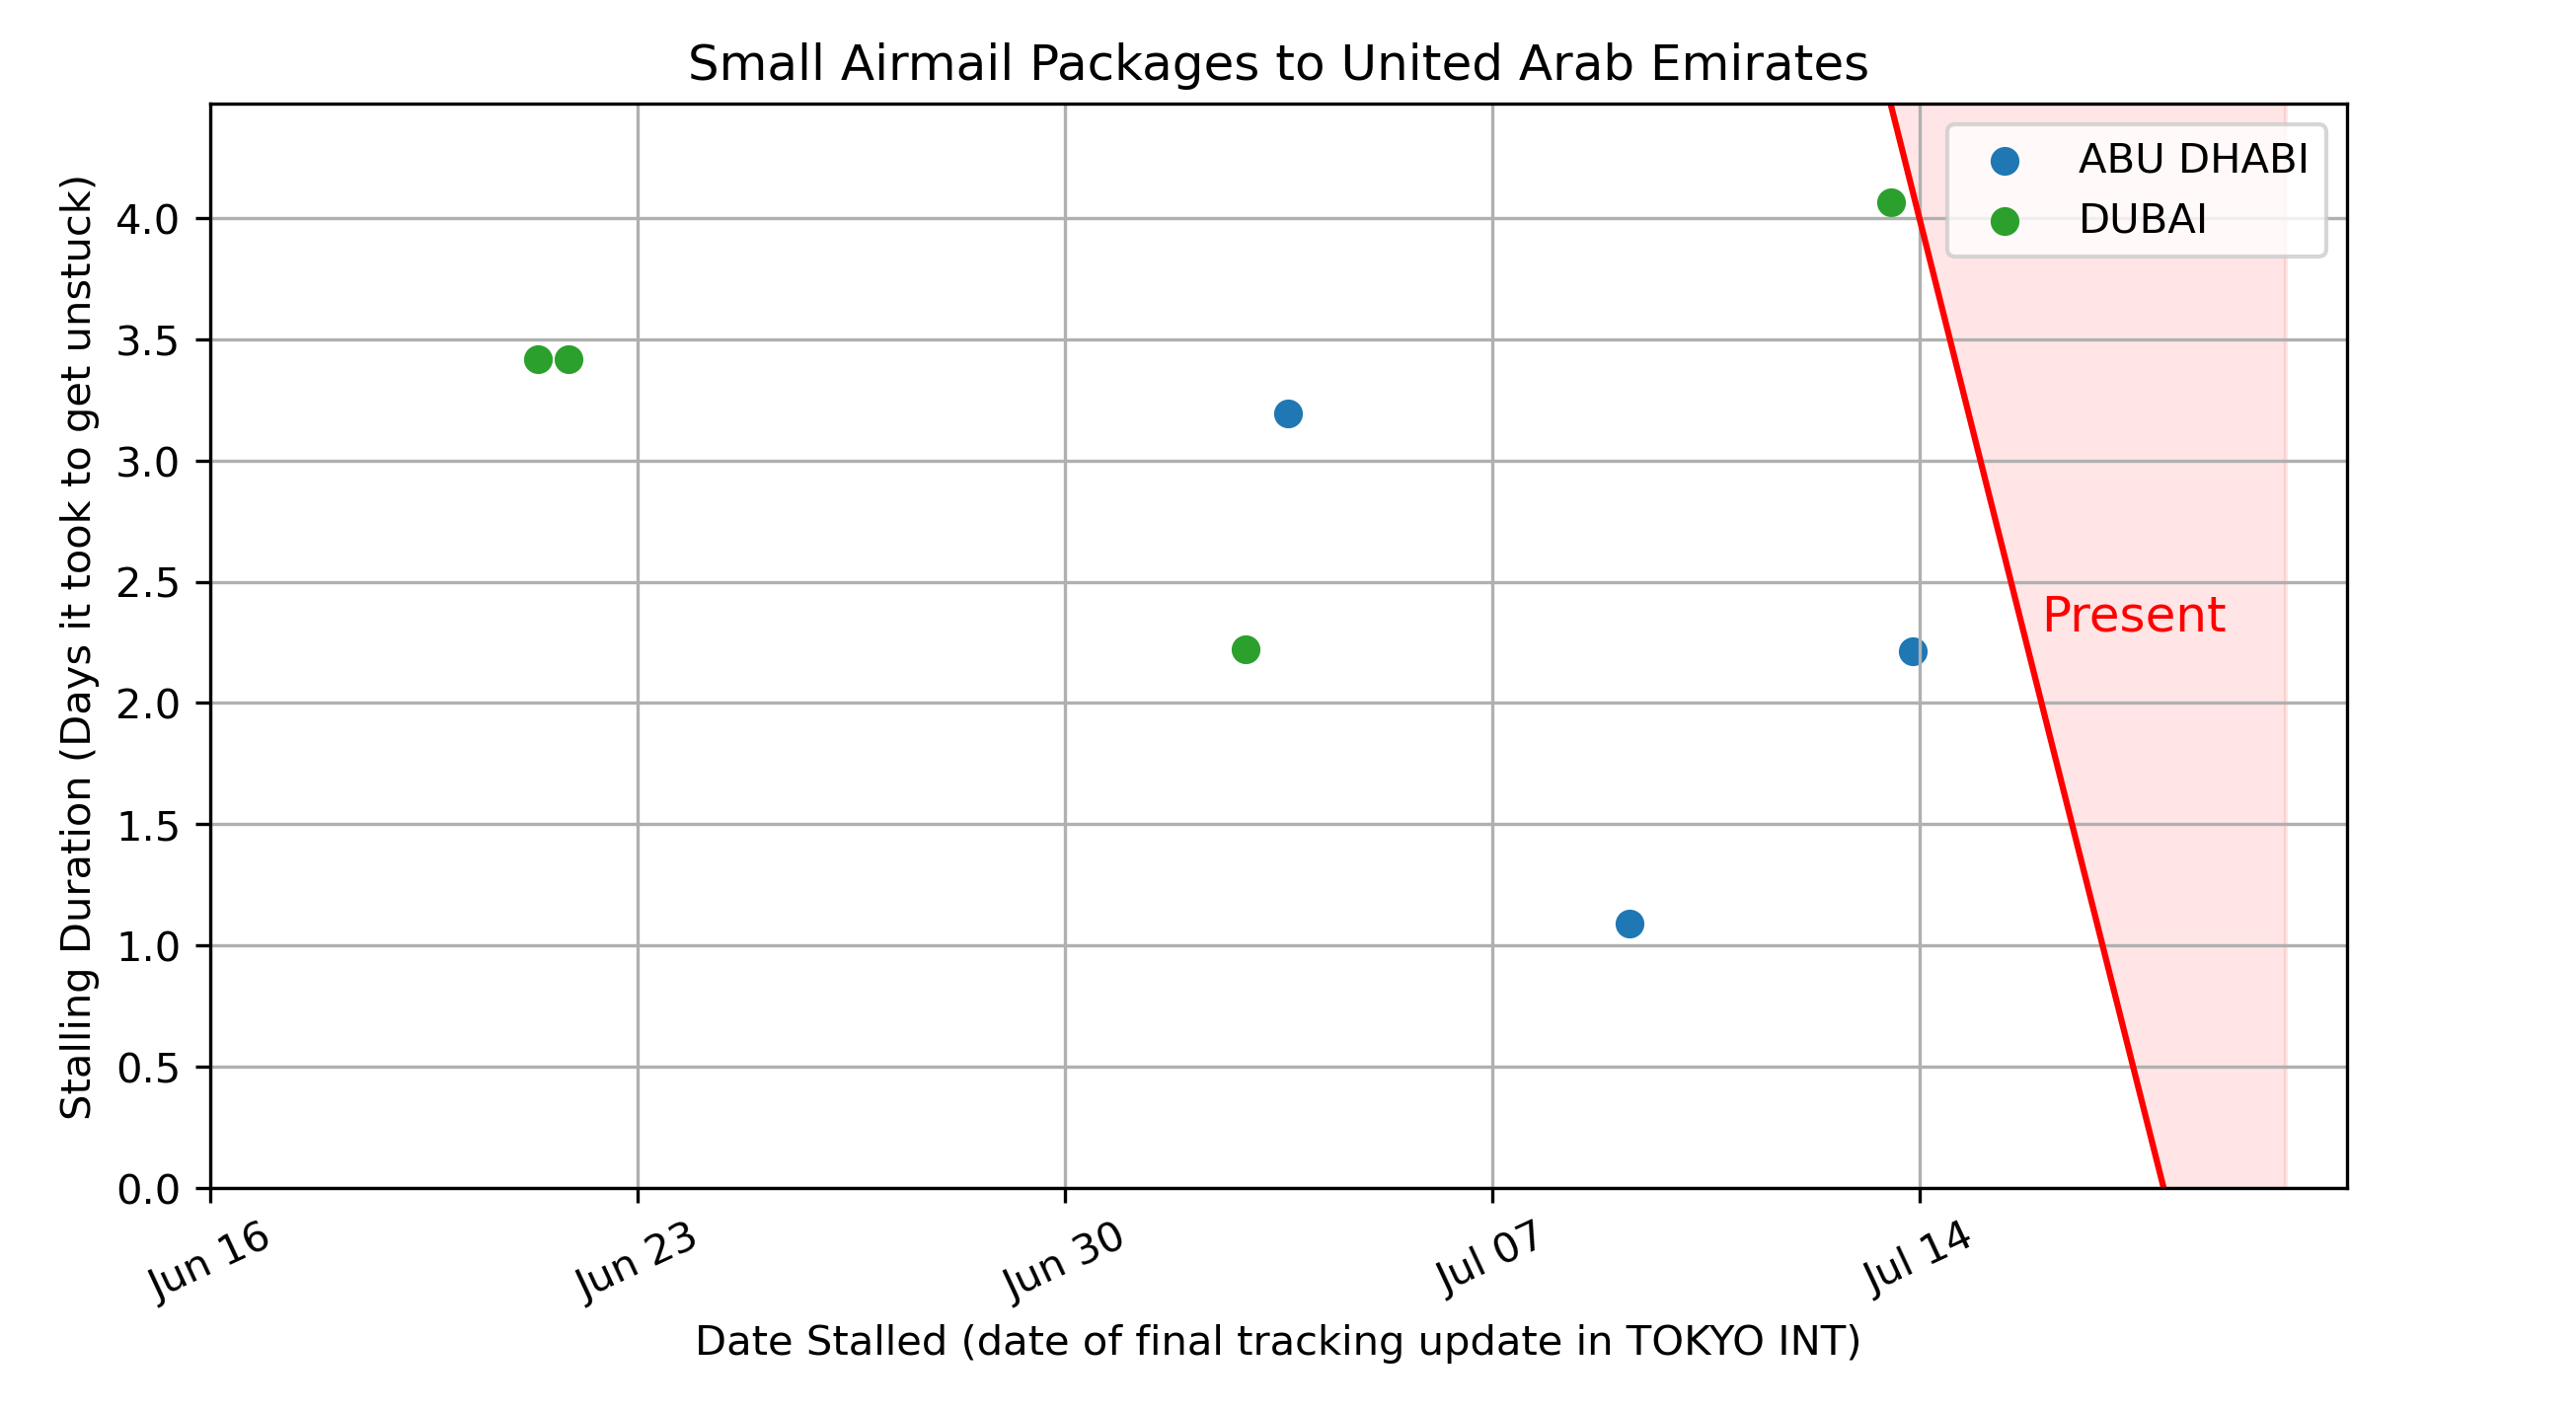 Small Airmail Packages to United Arab Emirates
ABU DHABI
DUBAI
Present
Stalling Duration (Days it took to get unstuck)
4.0
3.5
3.0
2.5
2.0
1.5
1.0
0.5
0.0
Jun 16
Jun 23
Jun 30
Jul 07
Jul 14
Date Stalled (date of final tracking update in TOKYO INT)